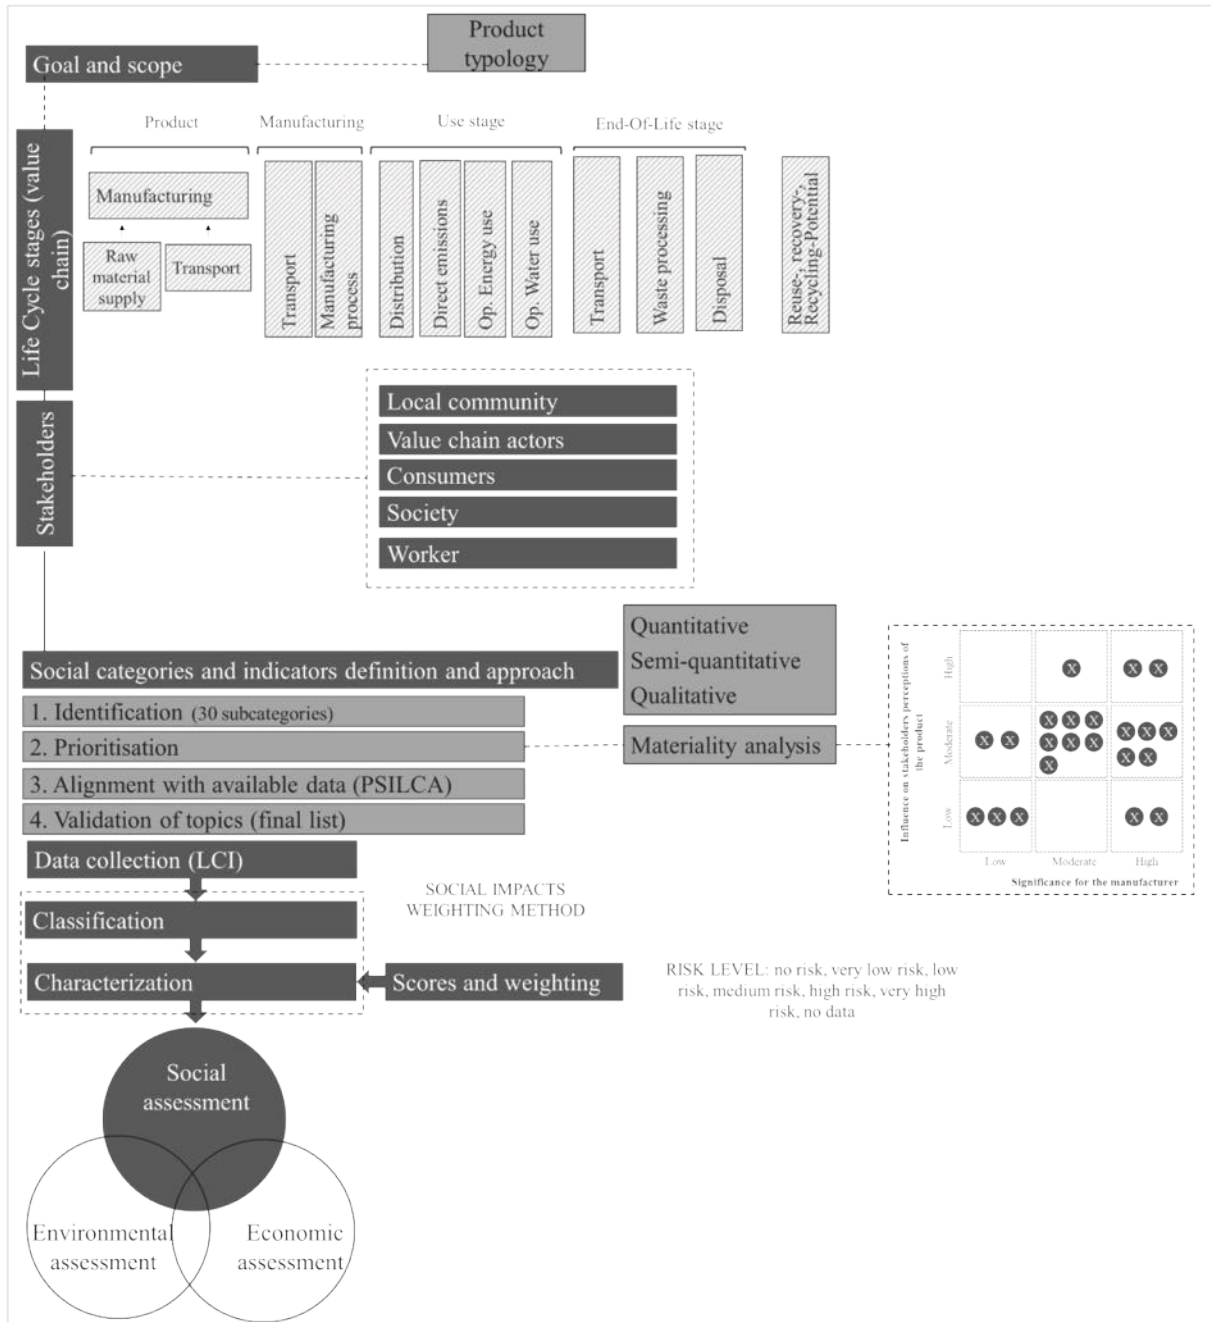 Product
typology
Goal and scope
Product
Manufacturing
Use stage
End-Of-Life stage
Life Cycle stages (value
chain)
Manufacturing
Raw
material
supply
Transport
Transport
Manufacturing
process
Distribution
Direct emissions
Op. Energy use
Op. Water use
Transport
Waste processing
Disposal
Reuse-, recovery-,
Recycling-Potential
Stakeholders
Local community
Value chain actors
Consumers
Society
Worker
Social categories and indicators definition and approach
Quantitative
Semi-quantitative
Qualitative
1. Identification (30 subcategories)
2. Prioritisation
Materiality analysis
3. Alignment with available data (PSILCA)
4. Validation of topics (final list)
Influence on stakeholders perceptions of
the product
High
X
X X
Moderate
X X
X X X
X X X
X
X X X
X X
Low
X X X
X X
Low
Moderate
High
Significance for the manufacturer
Data collection (LCI)
SOCIAL IMPACTS
WEIGHTING METHOD
Classification
Characterization
Scores and weighting
RISK LEVEL: no risk, very low risk, low
risk, medium risk, high risk, very high
risk, no data
Social
assessment
Environmental
assessment
Economic
assessment